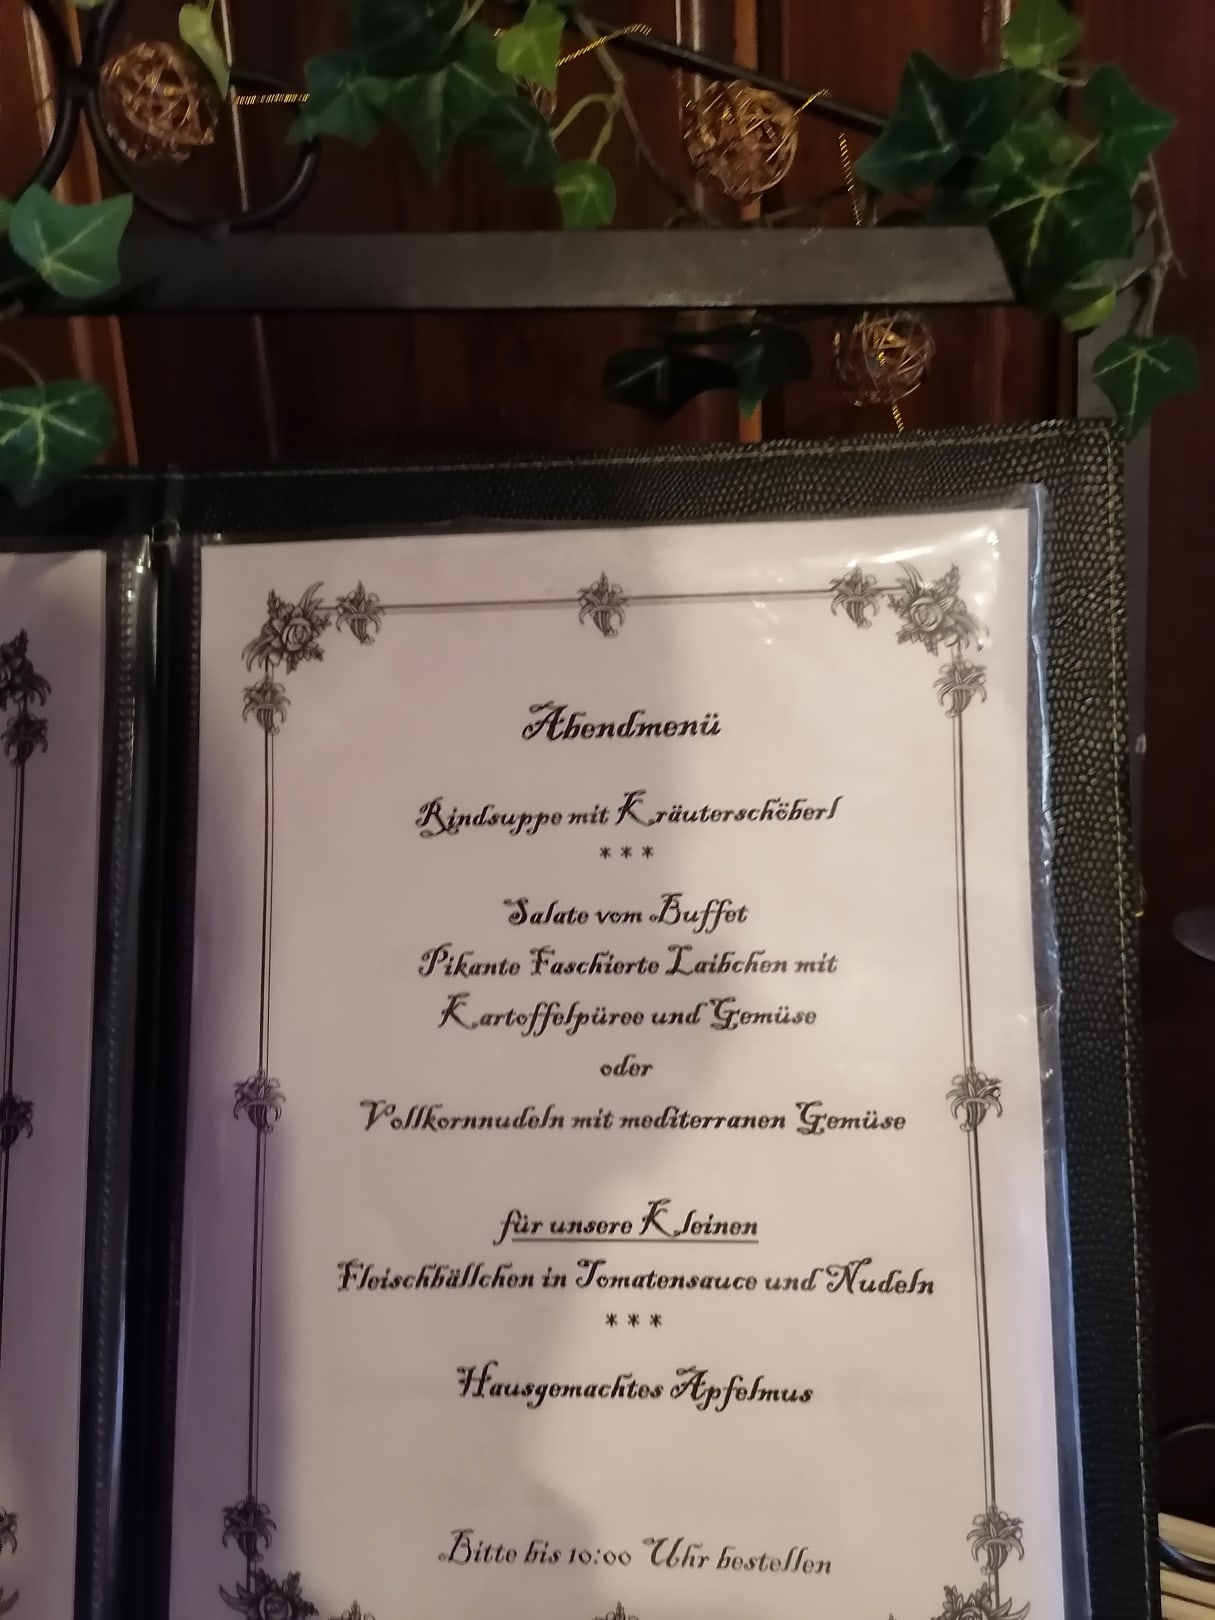 Abendmenü
Rindsuppe mit Kräuterschöberl
* * *
Salate vom Buffet
Pikante Faschierte Laibchen mit
Kartoffelpüree und Gemüse
oder
Vollkornnudeln mit mediterranen Gemüse
für unsere Kleinen
Fleischbällchen in Tomatensauce und Nudeln
* * *
Hausgemachtes Apfelmus
Bitte bis 10:00 Uhr bestellen